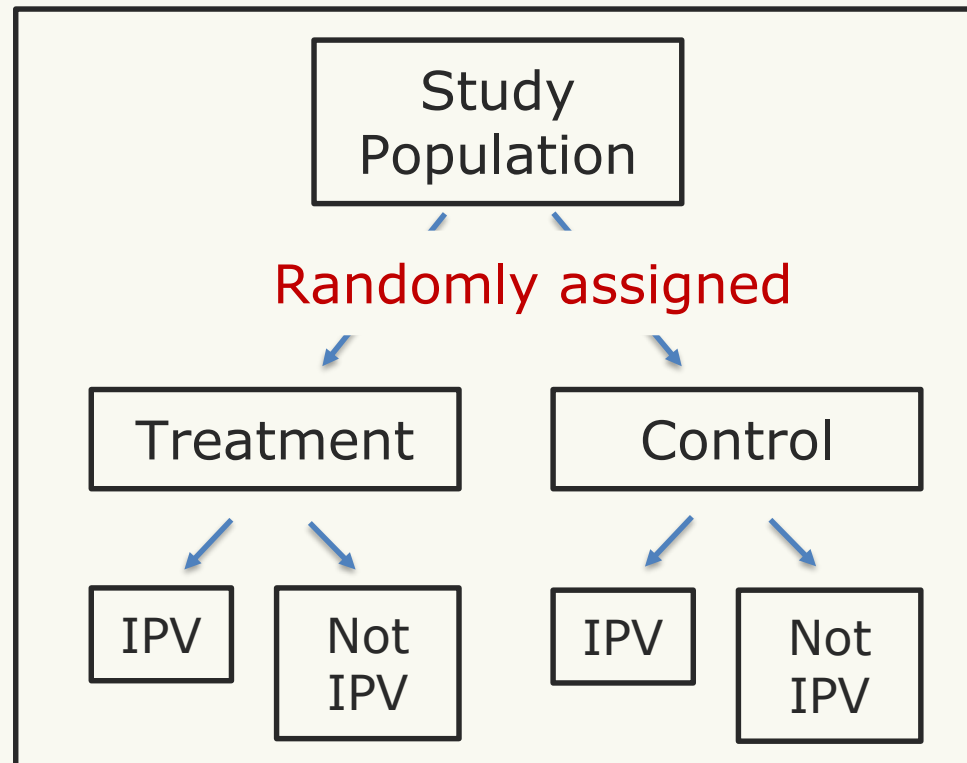 Study
Population
Randomly assigned
Treatment
Control
IPV
Not
IPV
IPV
Not
IPV